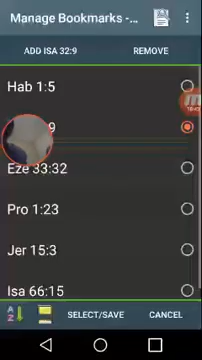 Manage Bookmarks -...
ADD ISA 32:9
REMOVE
Hab 1:5
9
Eze 33:32
Pro 1:23
Jer 15:3
Isa 66:15
A
Z
SELECT/SAVE
CANCEL